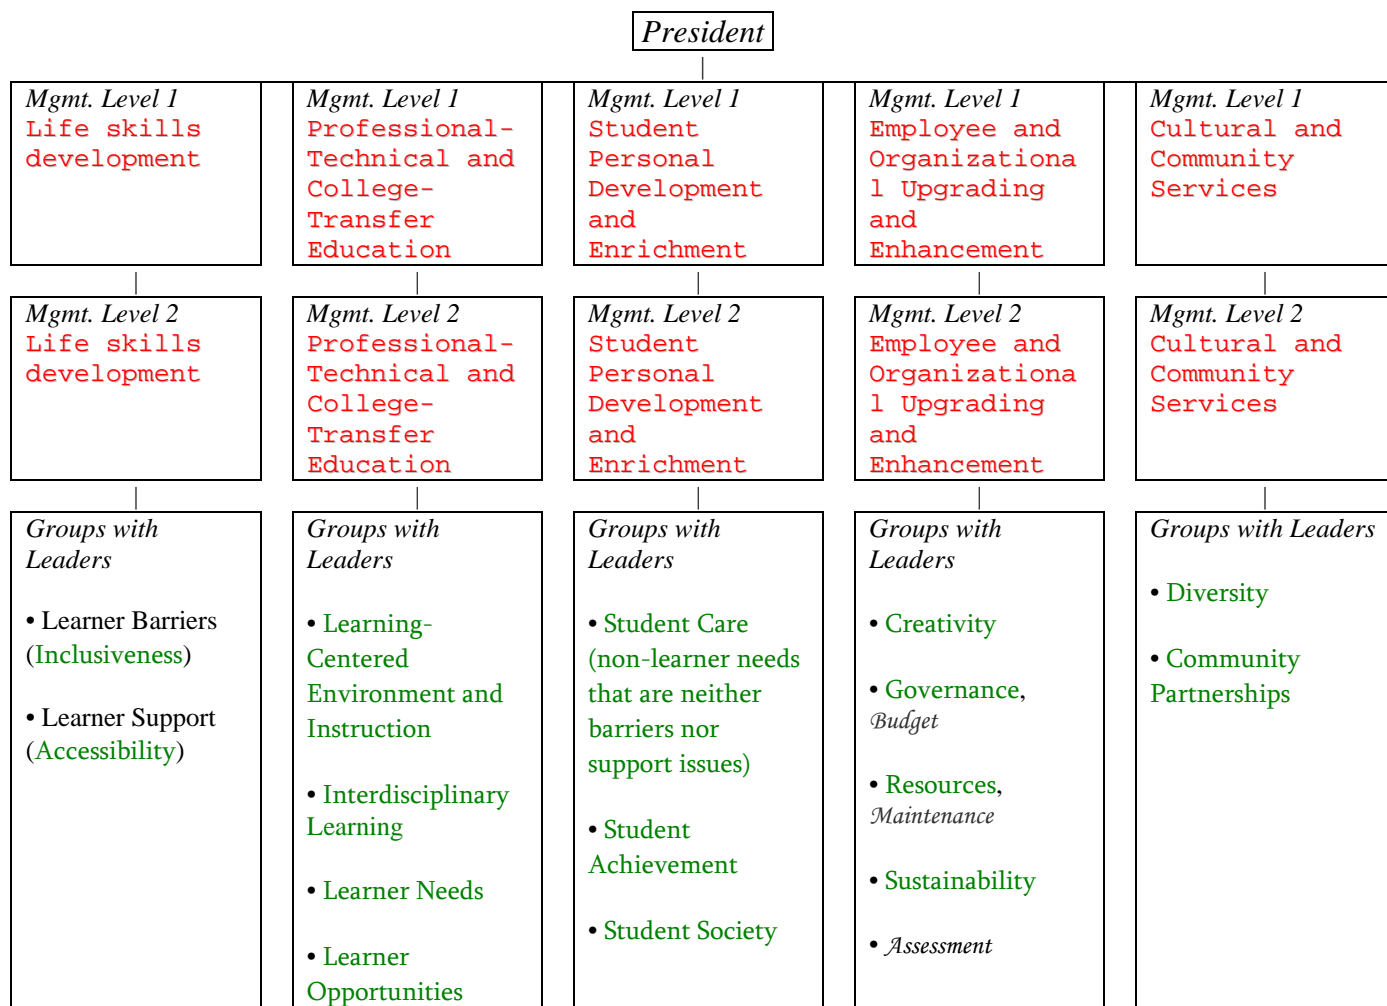 President
Mgmt. Level 1
Life skills
development
Mgmt. Level 1
Professional-
Technical and
College-
Transfer
Education
Mgmt. Level 1
Student
Personal
Development
and
Enrichment
Mgmt. Level 1
Employee and
Organizationa
l Upgrading
and
Enhancement
Mgmt. Level 1
Cultural and
Community
Services
Mgmt. Level 2
Life skills
development
Mgmt. Level 2
Professional-
Technical and
College-
Transfer
Education
Mgmt. Level 2
Student
Personal
Development
and
Enrichment
Mgmt. Level 2
Employee and
Organizationa
l Upgrading
and
Enhancement
Mgmt. Level 2
Cultural and
Community
Services
Groups with
Leaders
• Learner Barriers
(Inclusiveness)
• Learner Support
(Accessibility)
Groups with
Leaders
• Learning-
Centered
Environment and
Instruction
• Interdisciplinary
Learning
• Learner Needs
• Learner
Opportunities
Groups with
Leaders
• Student Care
(non-learner needs
that are neither
barriers nor
support issues)
• Student
Achievement
• Student Society
Groups with
Leaders
• Creativity
• Governance,
Budget
• Resources,
Maintenance
• Sustainability
• Assessment
Groups with Leaders
• Diversity
• Community
Partnerships